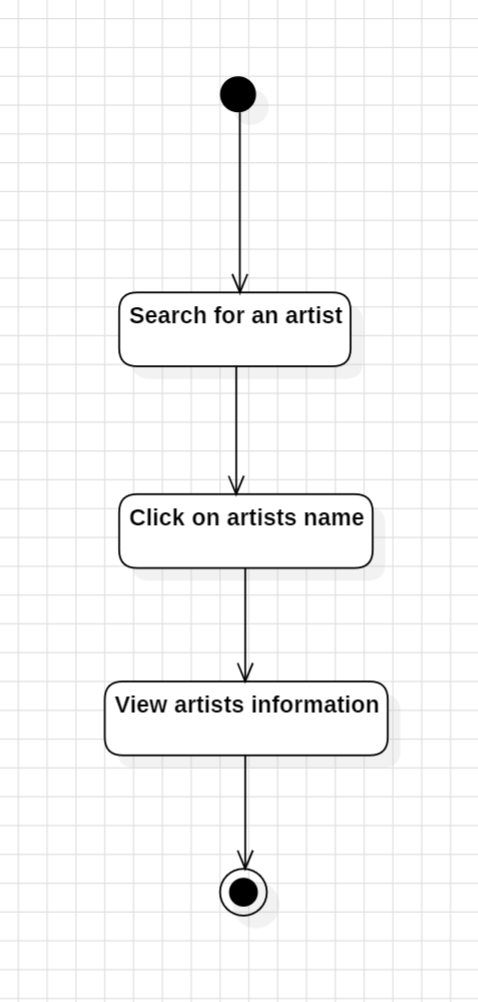 Search for an artist
Click on artists name
View artists information